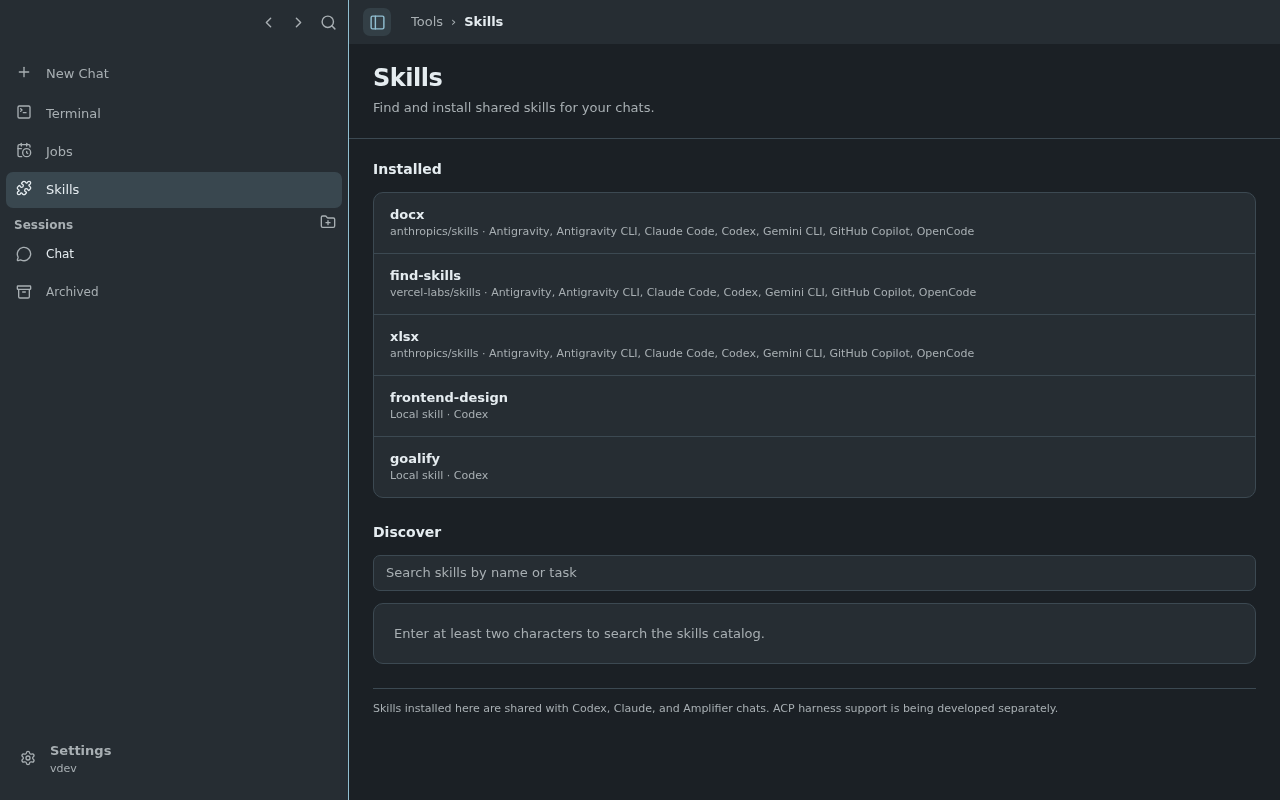 Tools › Skills
New Chat
Terminal
Jobs
Skills
Sessions
Chat
Archived
Settings
vdev
Skills
Find and install shared skills for your chats.
Installed
docx
anthropics/skills · Antigravity, Antigravity CLI, Claude Code, Codex, Gemini CLI, GitHub Copilot, OpenCode
find-skills
vercel-labs/skills · Antigravity, Antigravity CLI, Claude Code, Codex, Gemini CLI, GitHub Copilot, OpenCode
xlsx
anthropics/skills · Antigravity, Antigravity CLI, Claude Code, Codex, Gemini CLI, GitHub Copilot, OpenCode
frontend-design
Local skill · Codex
goalify
Local skill · Codex
Discover
Search skills by name or task
Enter at least two characters to search the skills catalog.
Skills installed here are shared with Codex, Claude, and Amplifier chats. ACP harness support is being developed separately.